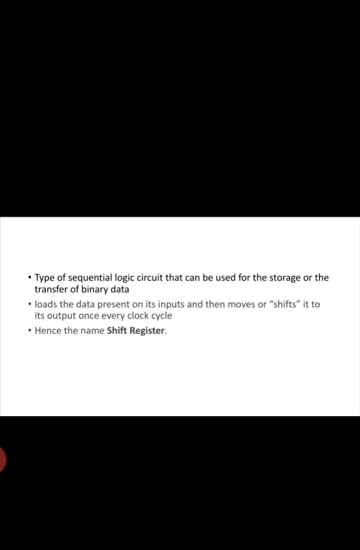 • Type of sequential logic circuit that can be used for the storage or the
transfer of binary data
• loads the data present on its inputs and then moves or “shifts” it to
its output once every clock cycle
• Hence the name Shift Register.